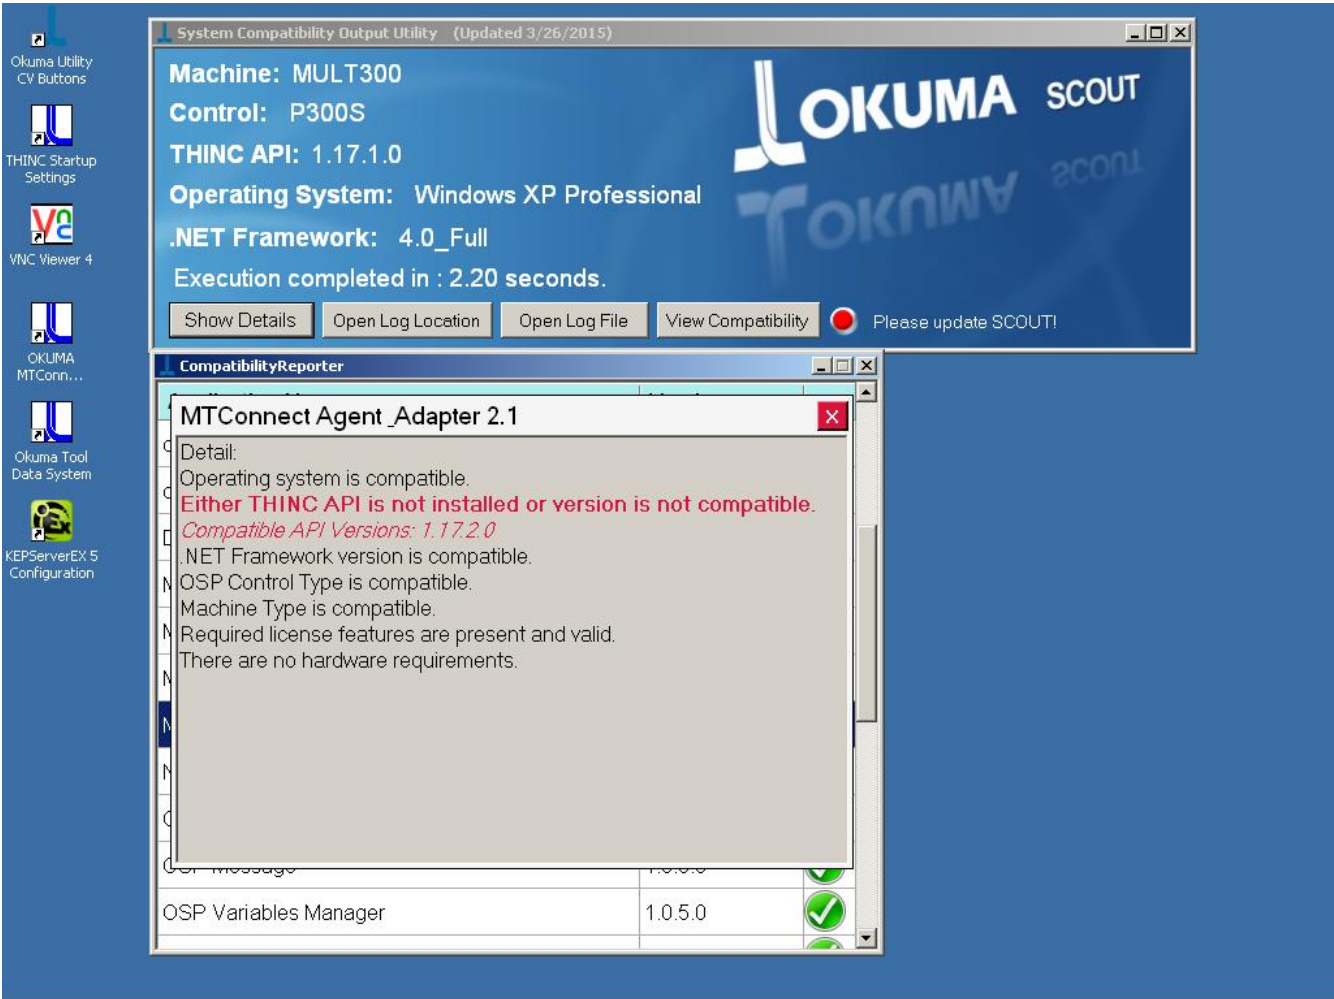 Okuma Utility
CV Buttons
THINC Startup
Settings
VNC Viewer 4
OKUMA
MTConn...
Okuma Tool
Data System
KEPServerEX 5
Configuration
System Compatibility Output Utility (Updated 3/26/2015)
Machine: MULT300
Control: P300S
THINC API: 1.17.1.0
Operating System: Windows XP Professional
.NET Framework: 4.0_Full
Execution completed in : 2.20 seconds.
OKUMA SCOUT
Show Details
Open Log Location
Open Log File
View Compatibility
Please update SCOUT!
CompatibilityReporter
MTConnect Agent_Adapter 2.1
Detail:
Operating system is compatible.
Either THINC API is not installed or version is not compatible.
Compatible API Versions: 1.17.2.0
.NET Framework version is compatible.
OSP Control Type is compatible.
Machine Type is compatible.
Required license features are present and valid.
There are no hardware requirements.
OSP Variables Manager 1.0.5.0